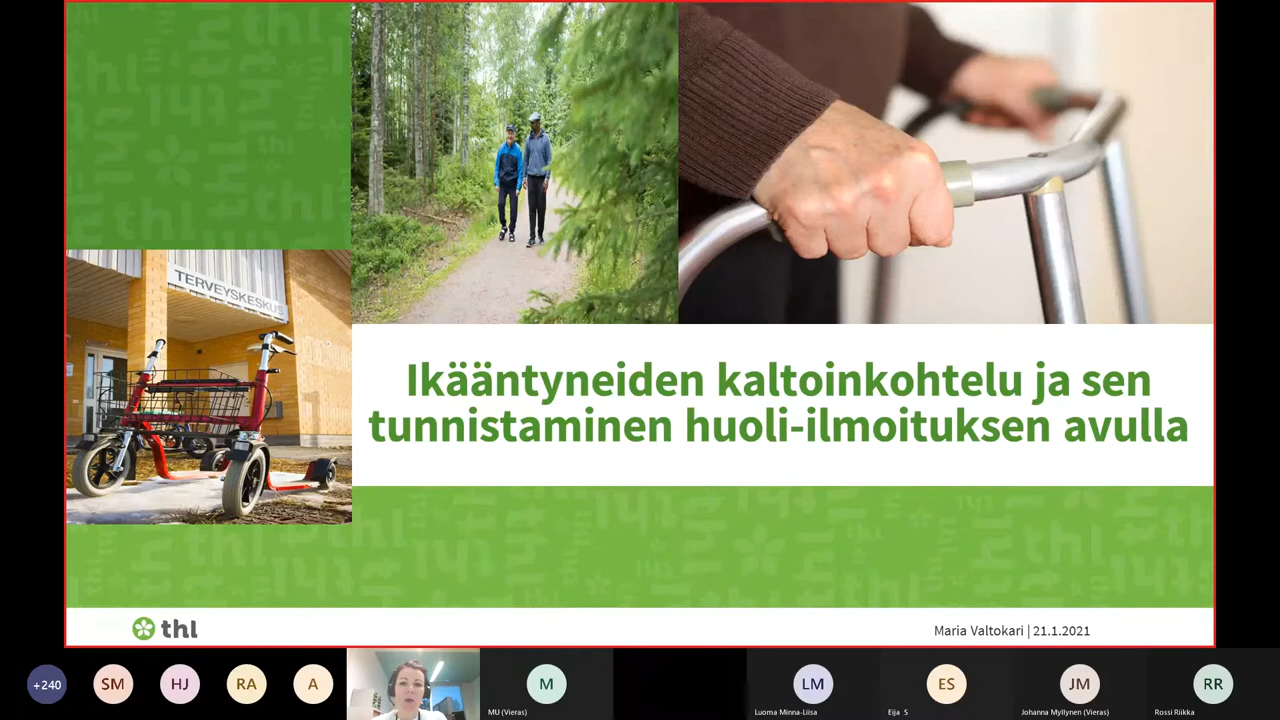 TERVEYSKESKUS
Ikääntyneiden kaltoinkohtelu ja sen
tunnistaminen huoli-ilmoituksen avulla
thl
Maria Valtokari | 21.1.2021
+240
SM
HJ
RA
A
M
LM
ES
JM
RR
MU (Vieras)
Luoma Minna-Liisa
Eija S
Johanna Myllynen (Vieras)
Rossi Riikka